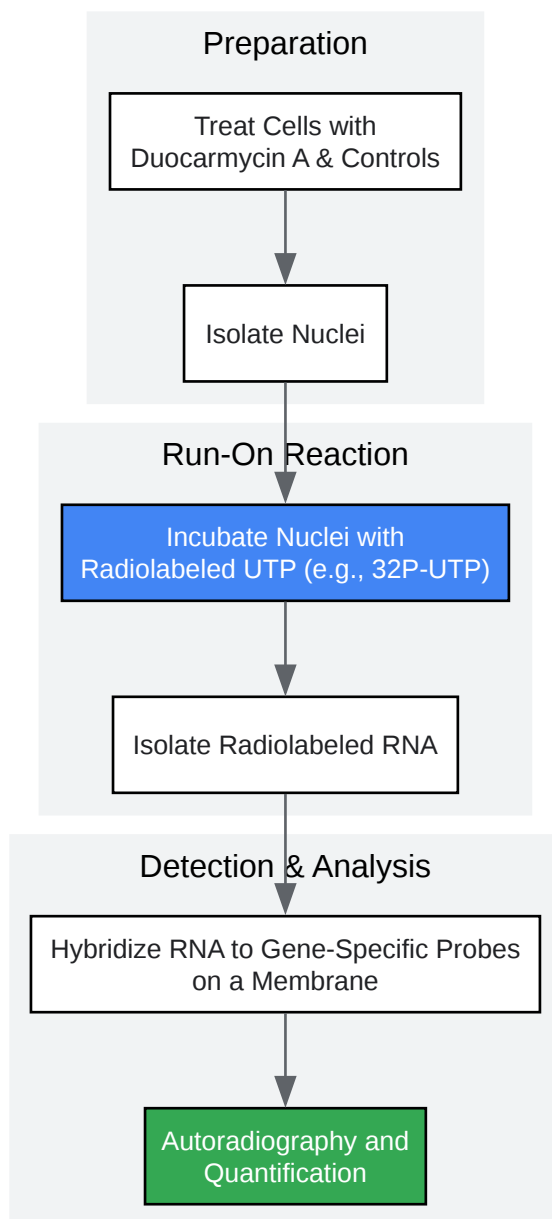 Preparation
Treat Cells with
Duocarmycin A & Controls
Isolate Nuclei
Run-On Reaction
Incubate Nuclei with
Radiolabeled UTP (e.g., 32P-UTP)
Isolate Radiolabeled RNA
Detection & Analysis
Hybridize RNA to Gene-Specific Probes
on a Membrane
Autoradiography and
Quantification